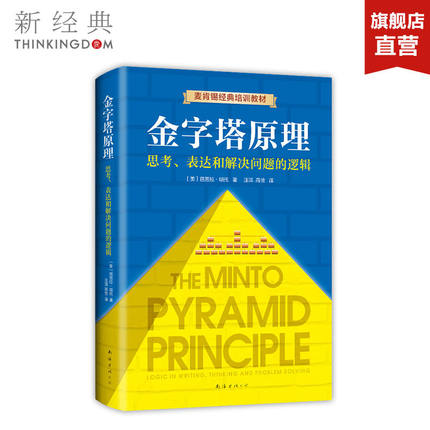 新经典
THINKINGDOM
旗舰店
直营
金字塔原理
思考、表达和解决问题的逻辑
麦肯锡经典培训教材
金字塔原理
思考、表达和解决问题的逻辑
THE MINTO
PYRAMID
PRINCIPLE
LOGIC IN WRITING, THINKING AND PROBLEM SOLVING
南海出版公司